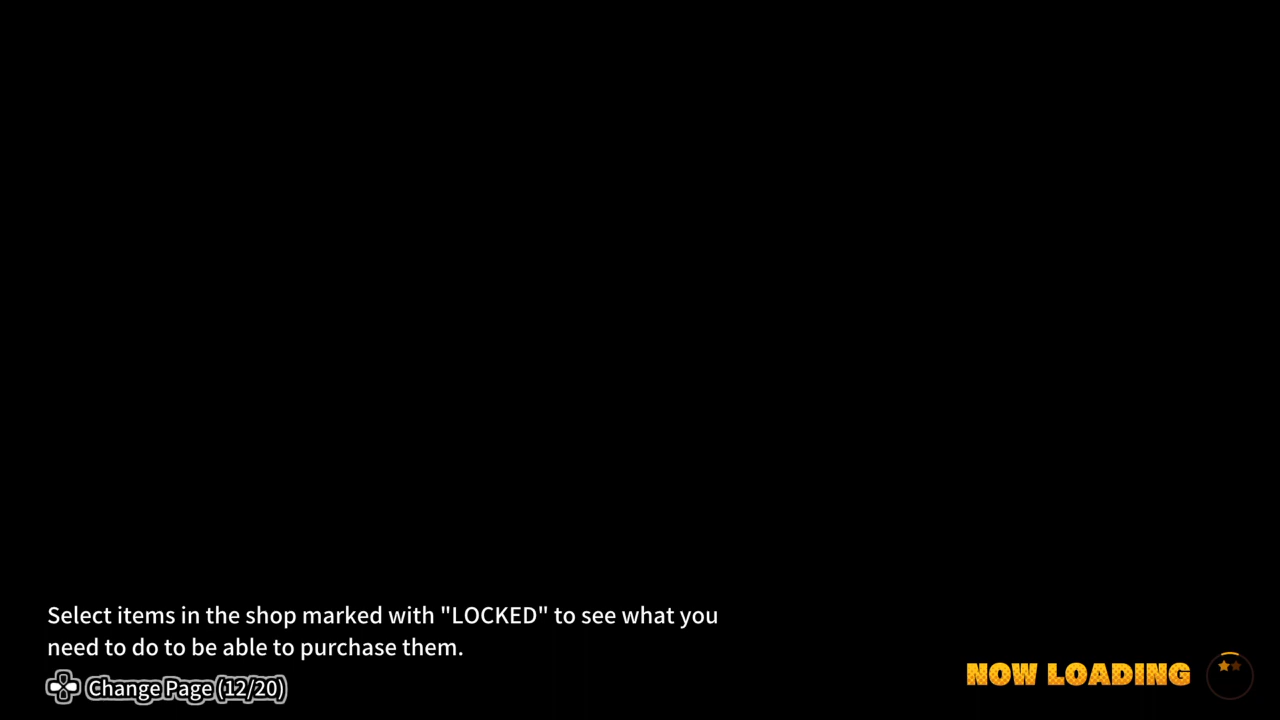 Select items in the shop marked with "LOCKED" to see what you
need to do to be able to purchase them.
Change Page (12/20)
NOW LOADING